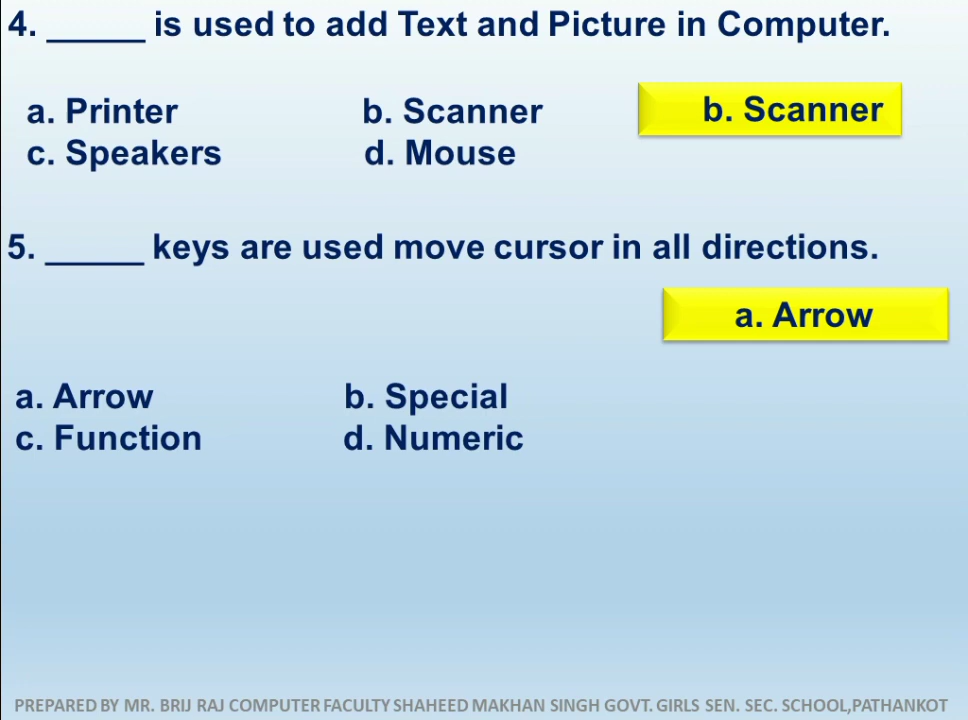 4. _____ is used to add Text and Picture in Computer.
a. Printer b. Scanner b. Scanner
c. Speakers d. Mouse
5. _____ keys are used move cursor in all directions.
a. Arrow
a. Arrow b. Special
c. Function d. Numeric
PREPARED BY MR. BRIJ RAJ COMPUTER FACULTY SHAHEED MAKHAN SINGH GOVT. GIRLS SEN. SEC. SCHOOL,PATHANKOT